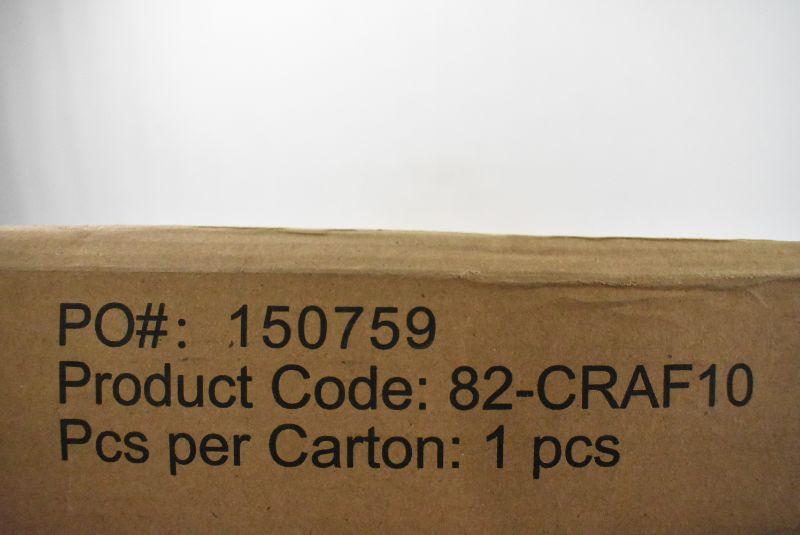 PO#: 150759
Product Code: 82-CRAF10
Pcs per Carton: 1 pcs